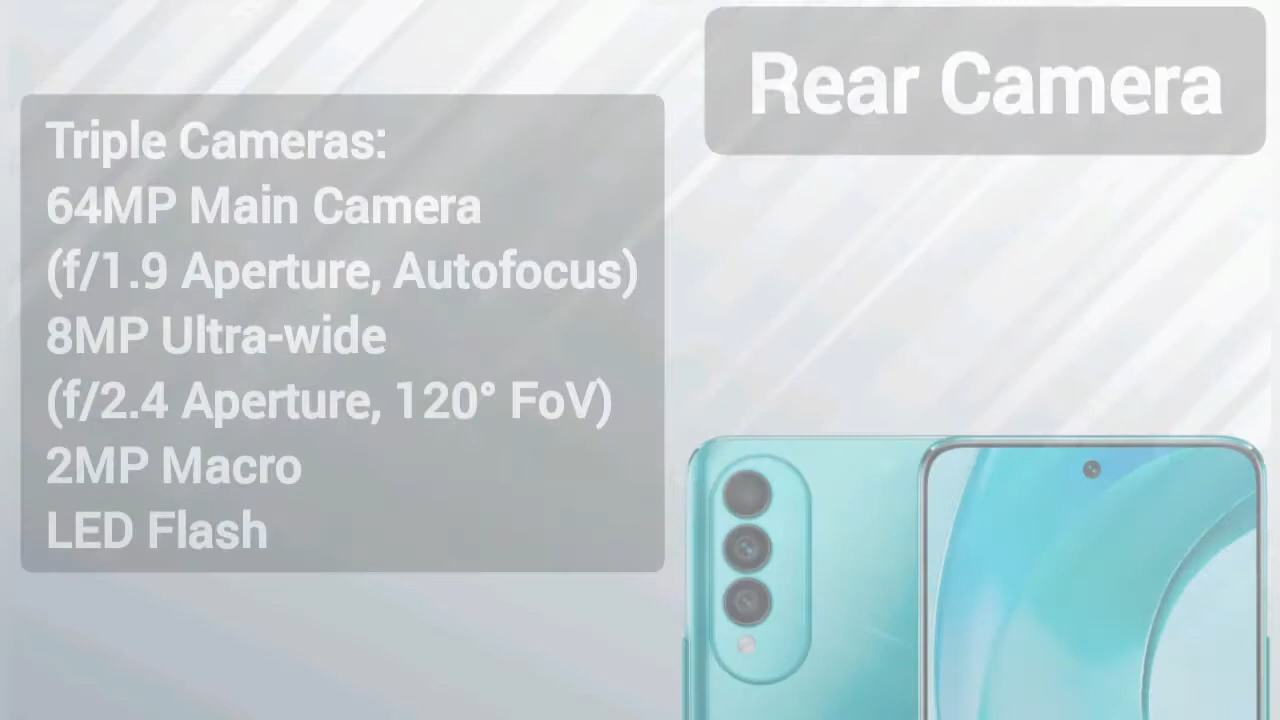 Rear Camera
Triple Cameras:
64MP Main Camera
(f/1.9 Aperture, Autofocus)
8MP Ultra-wide
(f/2.4 Aperture, 120° FoV)
2MP Macro
LED Flash